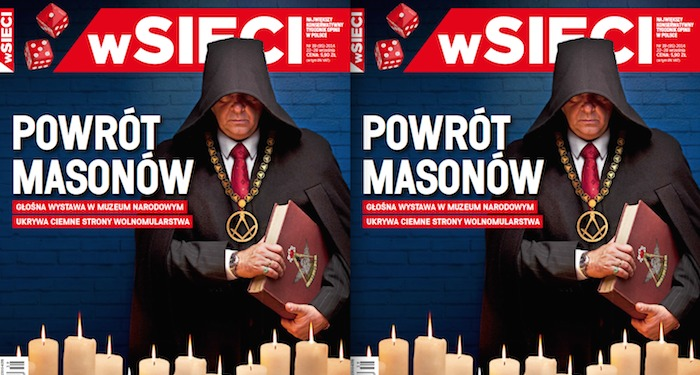 wSIECI
NAJWIĘKSZY
KONSERWATYWNY
TYGODNIK OPINII
W POLSCE
wSIECI
POWRÓT
MASONÓW
GŁOŚNA WYSTAWA W MUZEUM NARODOWYM
UKRYWA CIEMNE STRONY WOLNOMULARSTWA
wSIECI
NAJWIĘKSZY
KONSERWATYWNY
TYGODNIK OPINII
W POLSCE
wSIECI
POWRÓT
MASONÓW
GŁOŚNA WYSTAWA W MUZEUM NARODOWYM
UKRYWA CIEMNE STRONY WOLNOMULARSTWA